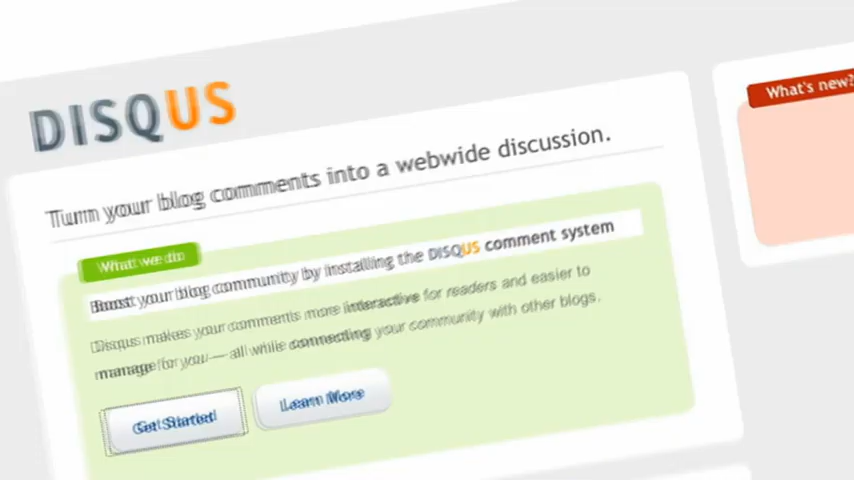 DISQUS
What's new?
Turn your blog comments into a webwide discussion.
What we do
Boost your blog community by installing the DISQUS comment system
Disqus makes your comments more interactive for readers and easier to
manage for you — all while connecting your community with other blogs.
Get Started
Learn More